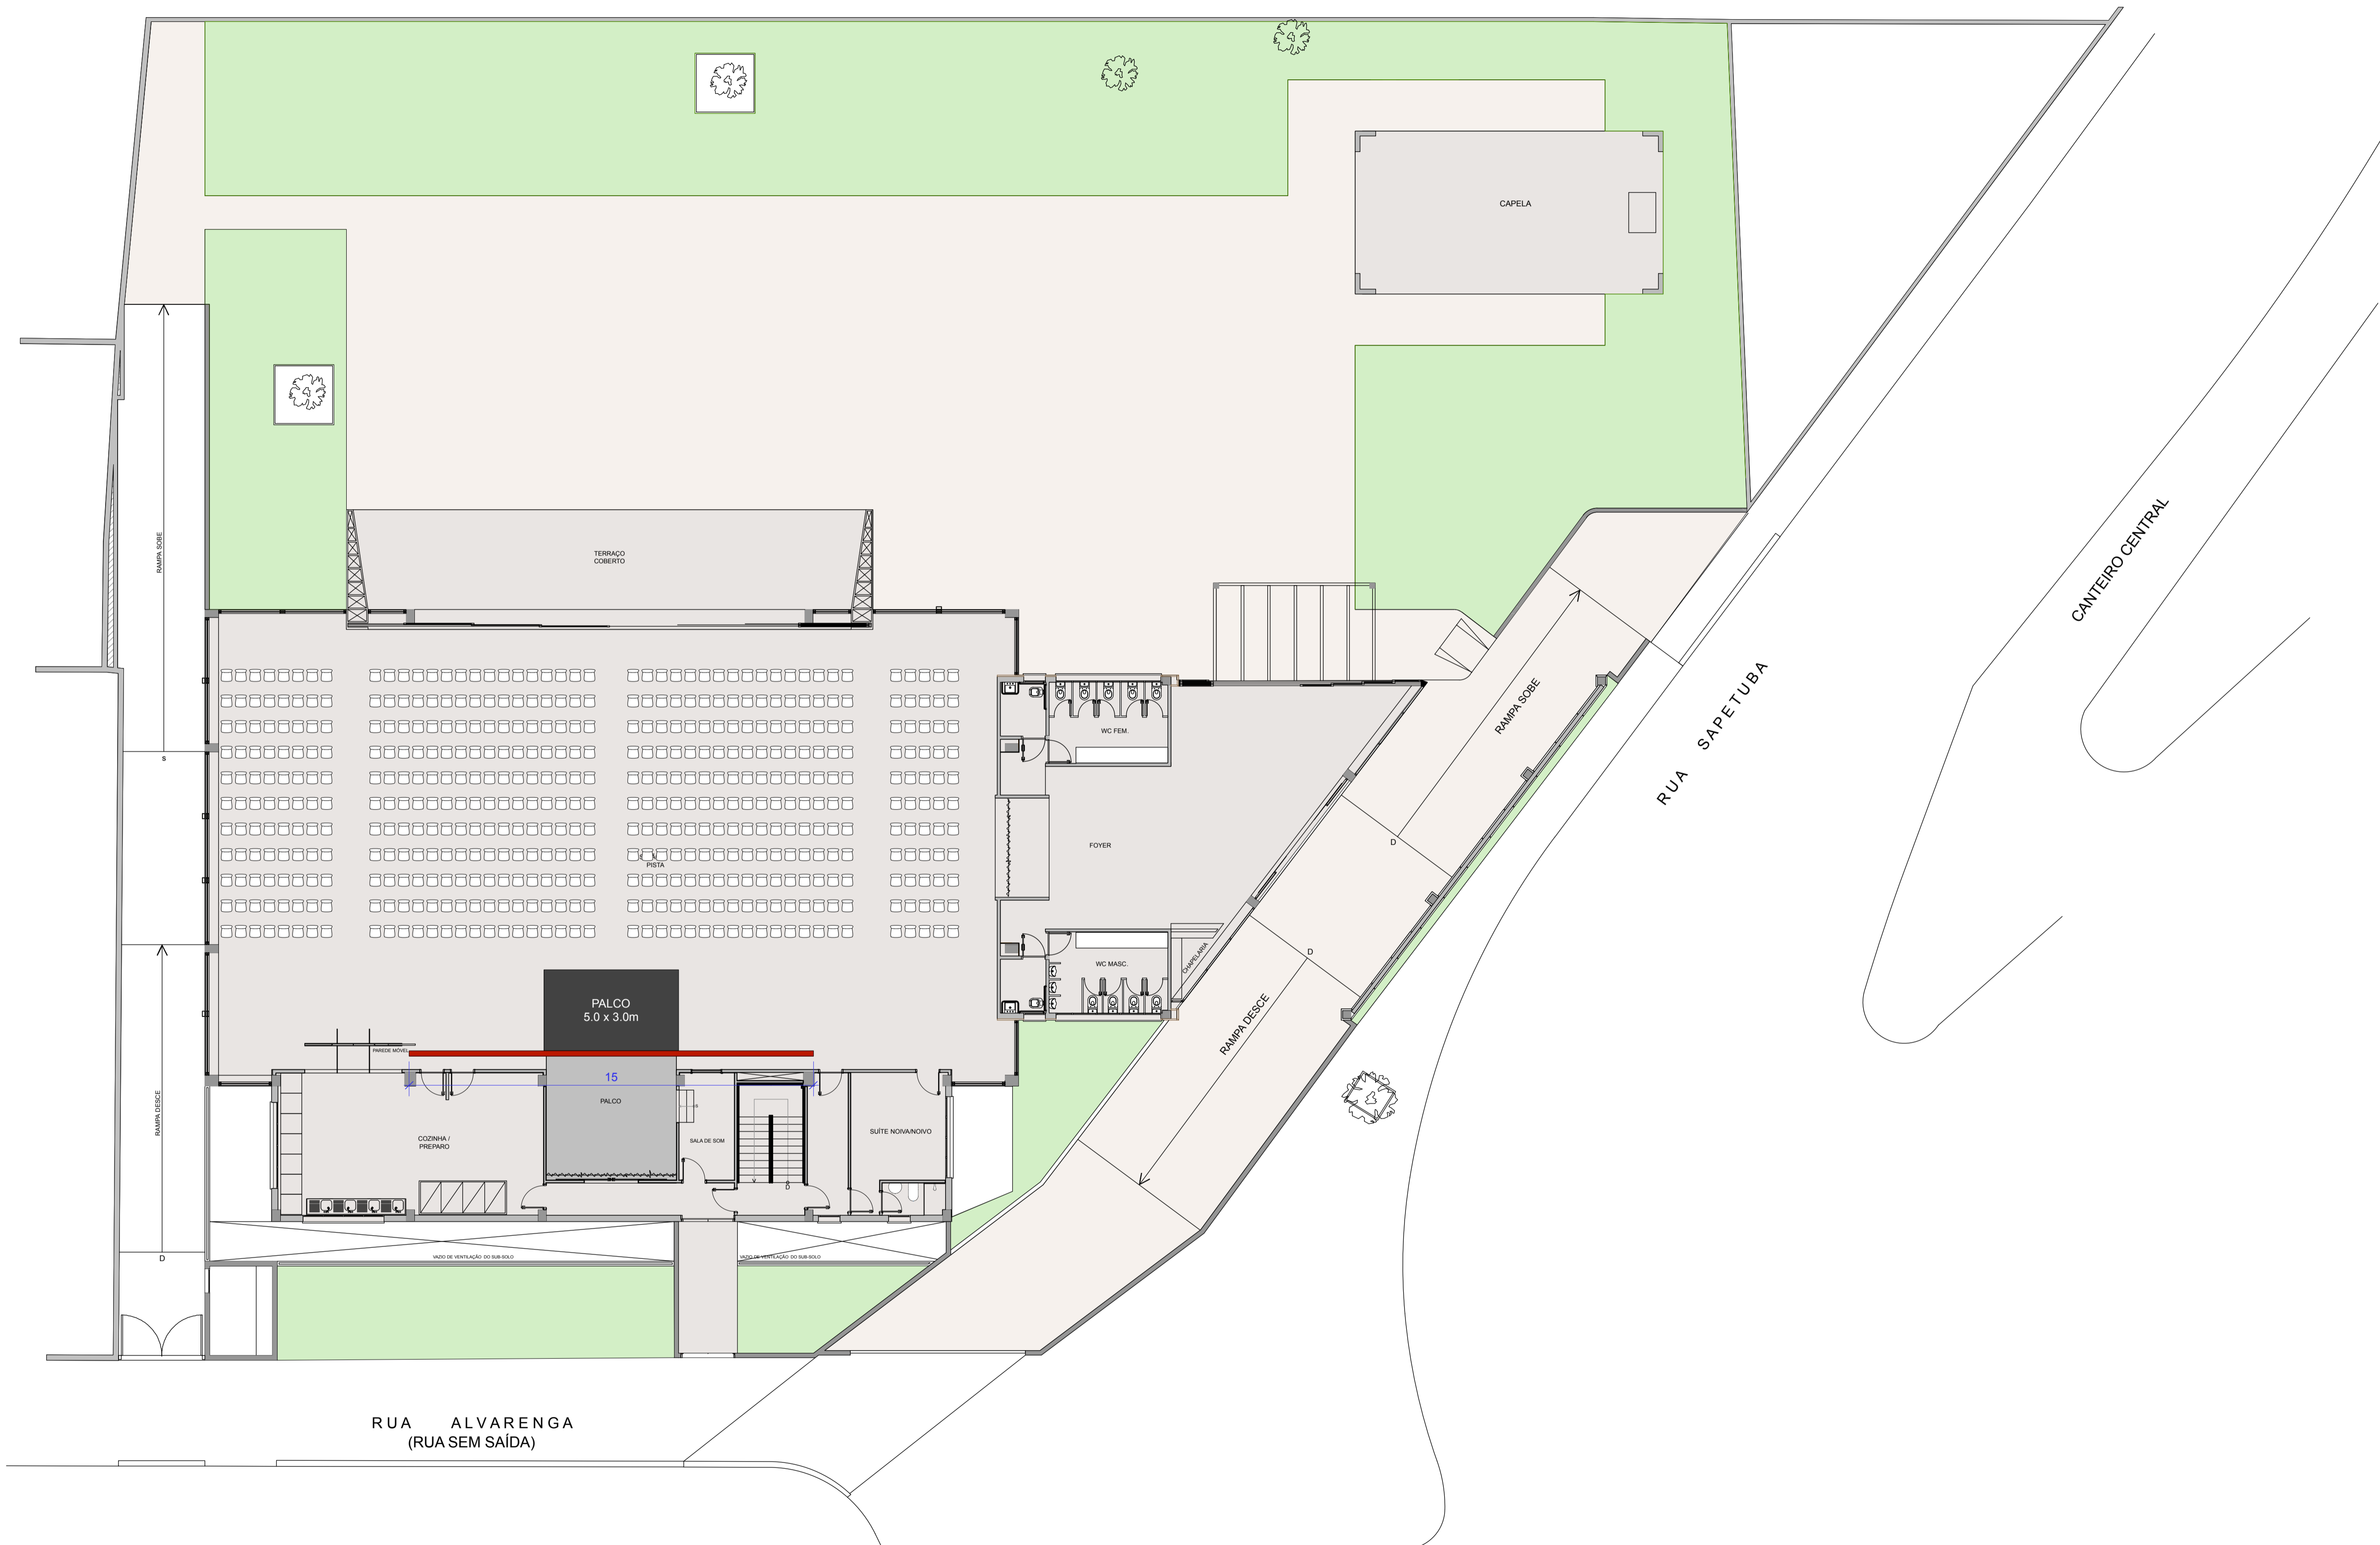 CAPELA
TERRAÇO
COBERTO
RAMPA SOBE
S
CANTEIRO CENTRAL
RUA SAPETUBA
RAMPA SOBE
D
WC FEM.
FOYER
PISTA
D
WC MASC.
CHAPELARIA
RAMPA DESCE
PALCO
5.0 x 3.0m
PAREDE MÓVEL
15
PALCO
RAMPA DESCE
COZINHA /
PREPARO
SALA DE SOM
SUÍTE NOIVA/NOIVO
D
D
VAZIO DE VENTILAÇÃO DO SUB-SOLO
VAZIO DE VENTILAÇÃO DO SUB-SOLO
RUA ALVARENGA
(RUA SEM SAÍDA)